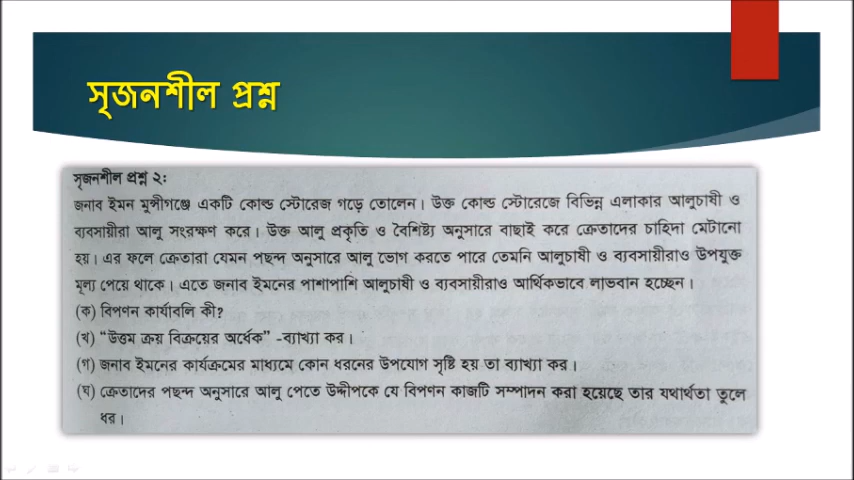 সৃজনশীল প্রশ্ন
সৃজনশীল প্রশ্ন ২:
জনাব ইমন মুন্সীগঞ্জে একটি কোল্ড স্টোরেজ গড়ে তোলেন। উক্ত কোল্ড স্টোরেজে বিভিন্ন এলাকার আলুচাষী ও
ব্যবসায়ীরা আলু সংরক্ষণ করে। উক্ত আলু প্রকৃতি ও বৈশিষ্ট্য অনুসারে বাছাই করে ক্রেতাদের চাহিদা মেটানো
হয়। এর ফলে ক্রেতারা যেমন পছন্দ অনুসারে আলু ভোগ করতে পারে তেমনি আলুচাষী ও ব্যবসায়ীরাও উপযুক্ত
মূল্য পেয়ে থাকে। এতে জনাব ইমনের পাশাপাশি আলুচাষী ও ব্যবসায়ীরাও আর্থিকভাবে লাভবান হচ্ছেন।
(ক) বিপণন কার্যাবলি কী?
(খ) “উত্তম ক্রয় বিক্রয়ের অর্ধেক” -ব্যাখ্যা কর।
(গ) জনাব ইমনের কার্যক্রমের মাধ্যমে কোন ধরনের উপযোগ সৃষ্টি হয় তা ব্যাখ্যা কর।
(ঘ) ক্রেতাদের পছন্দ অনুসারে আলু পেতে উদ্দীপকে যে বিপণন কাজটি সম্পাদন করা হয়েছে তার যথার্থতা তুলে
ধর।